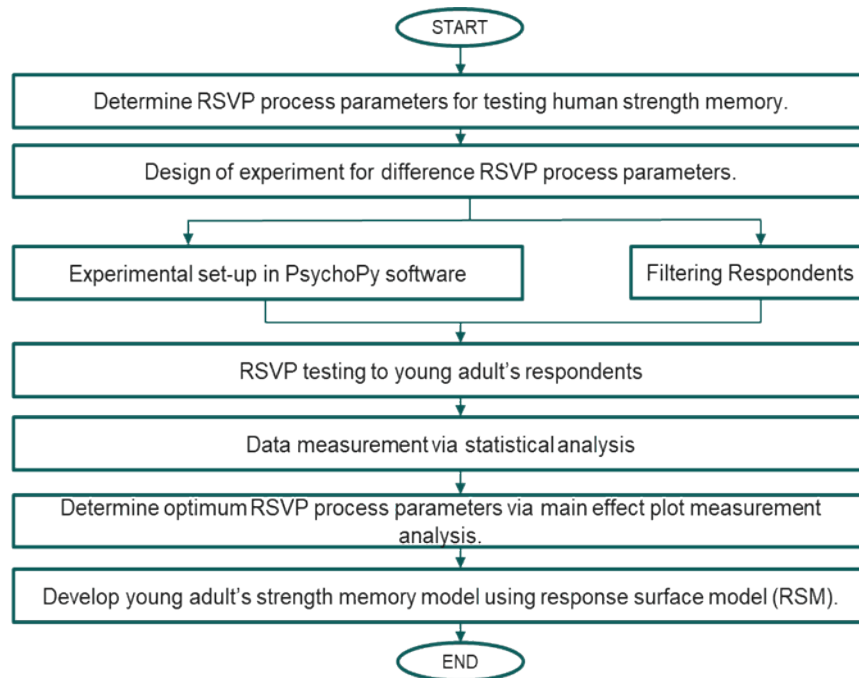 START
Determine RSVP process parameters for testing human strength memory.
Design of experiment for difference RSVP process parameters.
Experimental set-up in PsychoPy software
Filtering Respondents
RSVP testing to young adult's respondents
Data measurement via statistical analysis
Determine optimum RSVP process parameters via main effect plot measurement
analysis.
Develop young adult's strength memory model using response surface model (RSM).
END